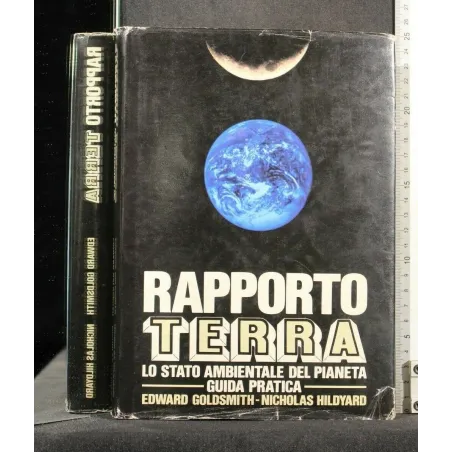 RAPPORTO
TERRA
LO STATO AMBIENTALE DEL PIANETA
GUIDA PRATICA
EDWARD GOLDSMITH-NICHOLAS HILDYARD
RAPPORTO TERRA
EDWARD GOLDSMITH NICHOLAS HILDYARD